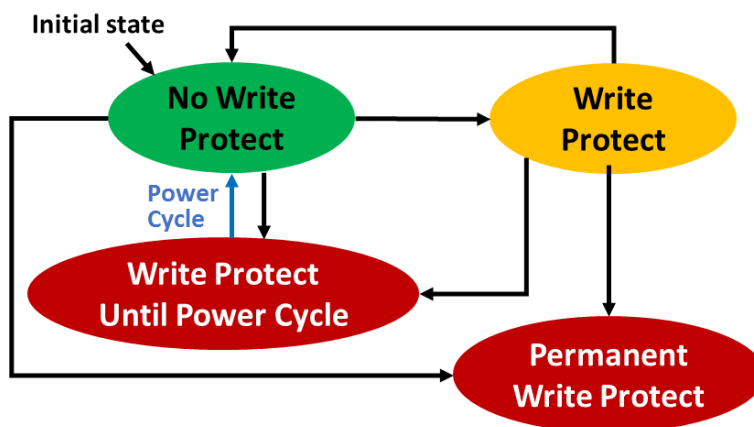 Initial state
No Write
Protect
Write
Protect
Power
Cycle
Write Protect
Until Power Cycle
Permanent
Write Protect